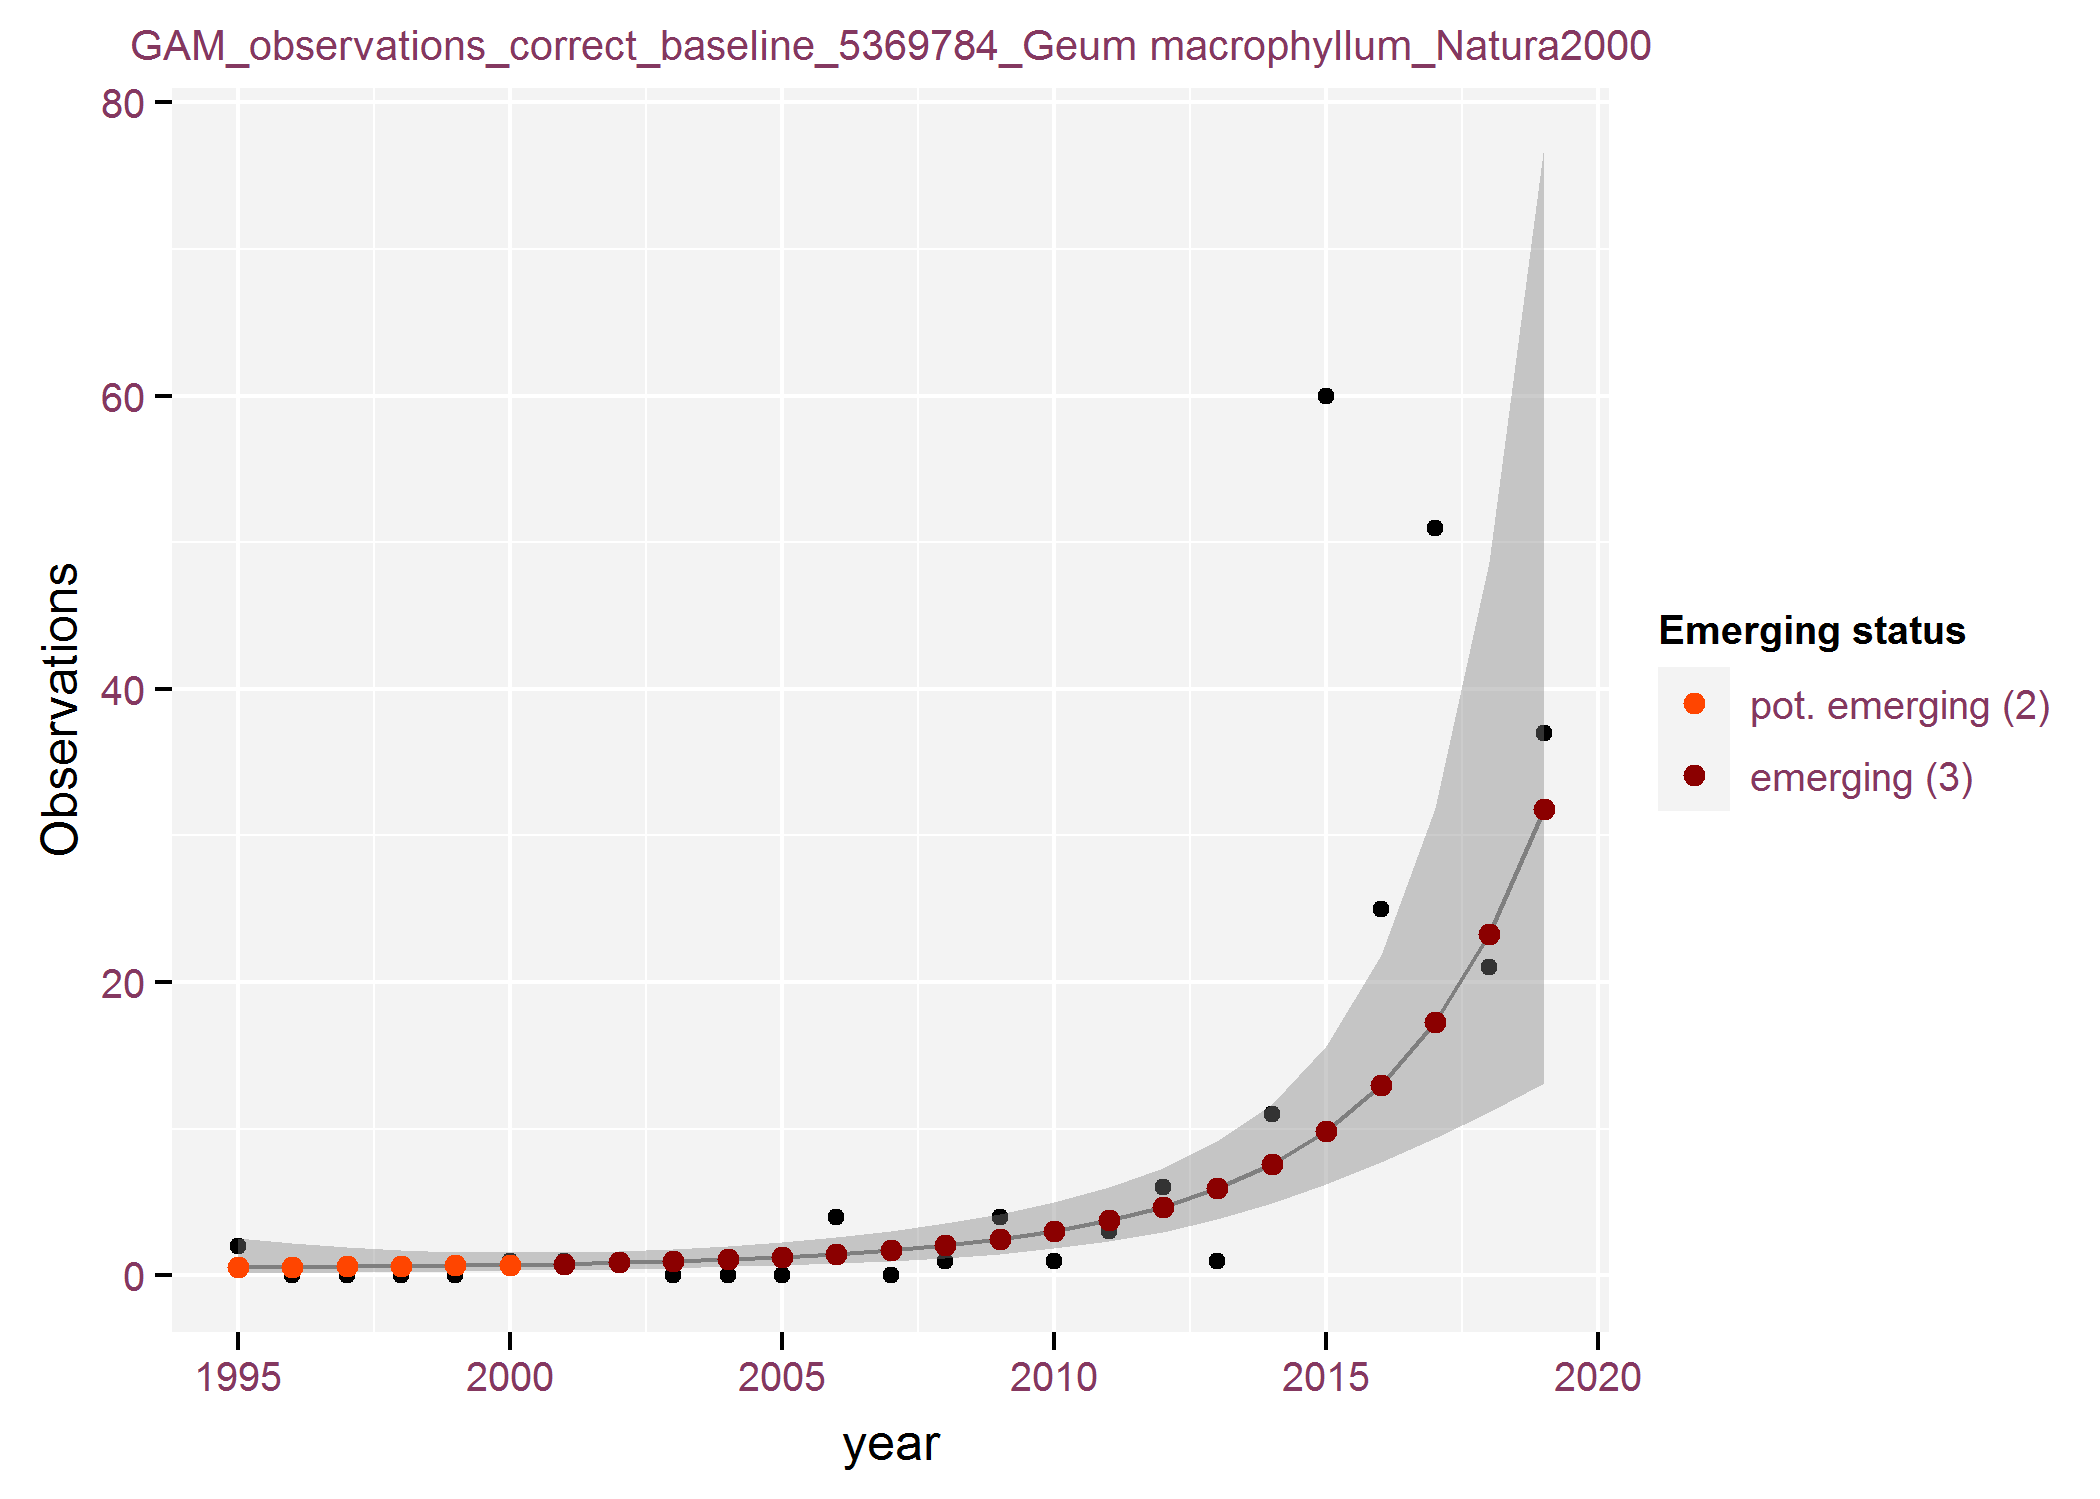 GAM_observations_correct_baseline_5369784_Geum macrophyllum_Natura2000
80
60
40
20
0
Observations
1995 2000 2005 2010 2015 2020
year
Emerging status
pot. emerging (2)
emerging (3)